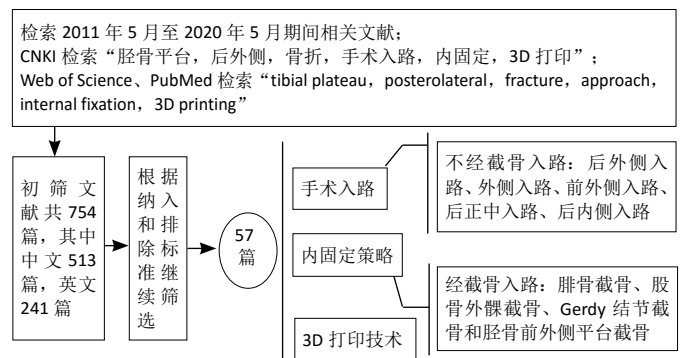 检索 2011 年 5 月至 2020 年 5 月期间相关文献；
CNKI 检索“胫骨平台，后外侧，骨折，手术入路，内固定，3D 打印”；
Web of Science、PubMed 检索“tibial plateau，posterolateral，fracture，approach，
internal fixation，3D printing”
初筛文
献共 754
篇，其中
中文 513
篇，英文
241 篇
根据
纳入
和排
除标
准继
续筛
选
57
篇
手术入路
内固定策略
3D 打印技术
不经截骨入路：后外侧入
路、外侧入路、前外侧入路、
后正中入路、后内侧入路
经截骨入路：腓骨截骨、股
骨外髁截骨、Gerdy 结节截
骨和胫骨前外侧平台截骨